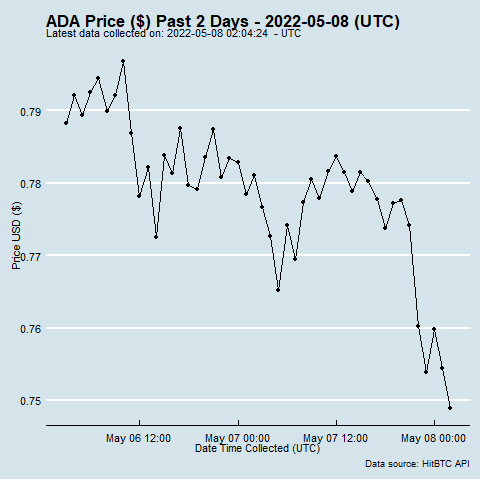 ADA Price ($) Past 2 Days - 2022-05-08 (UTC)
Latest data collected on: 2022-05-08 02:04:24 - UTC
0.79
0.78
0.77
0.76
0.75
Price USD ($)
May 06 12:00 May 07 00:00 May 07 12:00 May 08 00:00
Date Time Collected (UTC)
Data source: HitBTC API